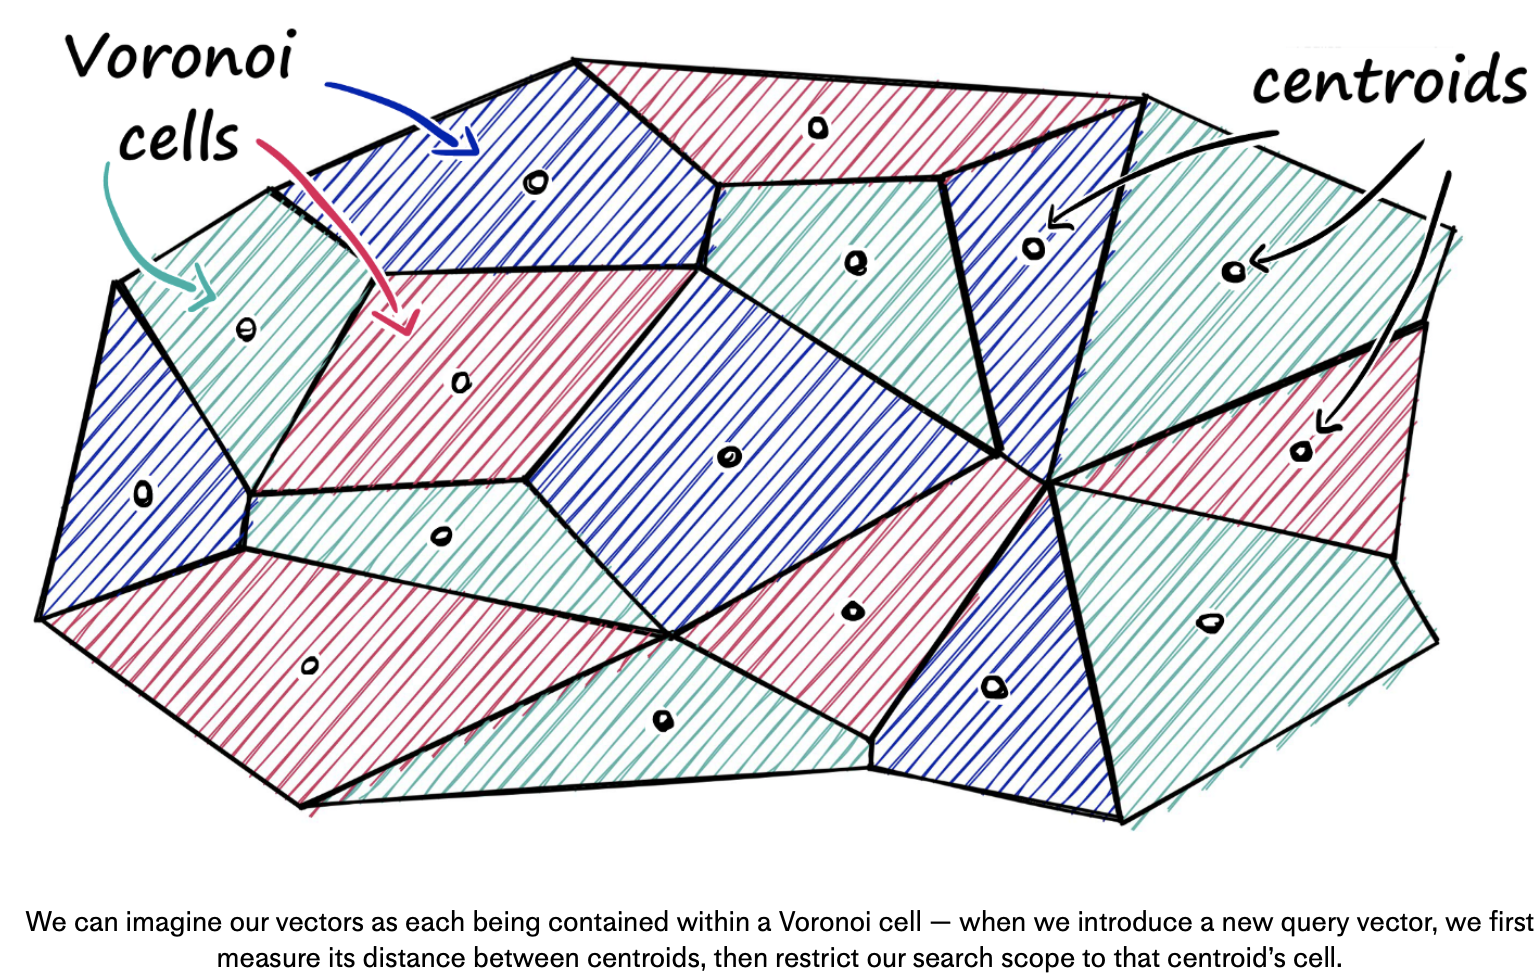 Voronoi
cells
centroids
We can imagine our vectors as each being contained within a Voronoi cell — when we introduce a new query vector, we first
measure its distance between centroids, then restrict our search scope to that centroid’s cell.